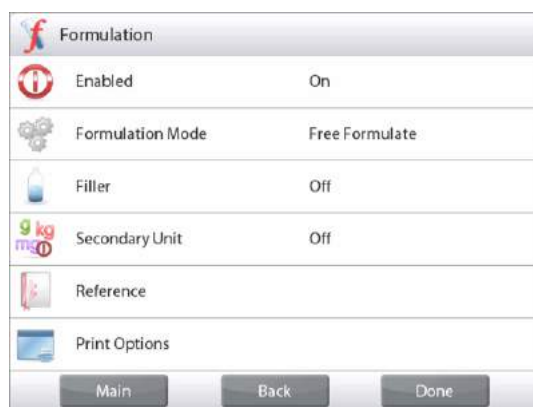 Formulation
Enabled On
Formulation Mode Free Formulate
Filler Off
g kg
mg
Secondary Unit Off
Reference
Print Options
Main Back Done